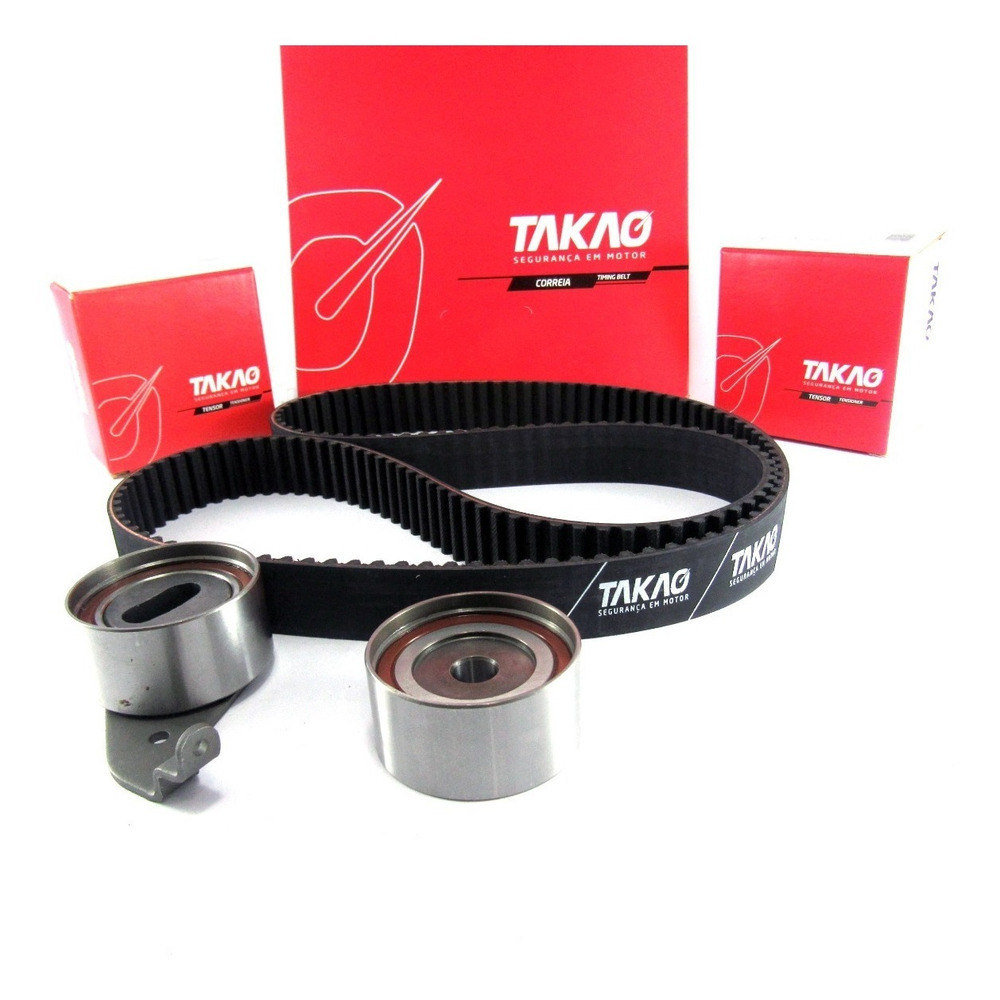 TAKAO
SEGURANÇA EM MOTOR
CORREIA TIMING BELT
TAKAO
SEGURANÇA EM MOTOR
TENSOR TENSIONER
TAKAO
SEGURANÇA EM MOTOR
TENSOR TENSIONER
TAKAO
TAKAO
SEGURANÇA EM MOTOR
TAKAO
SEGURANÇA EM MOTOR